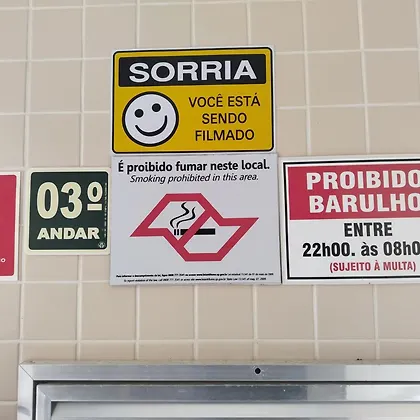 SORRIA
VOCÊ ESTÁ
SENDO
FILMADO
03º
ANDAR
É proibido fumar neste local.
Smoking prohibited in this area.
PROIBIDO
BARULHO
ENTRE
22h00. às 08h0
(SUJEITO À MULTA)